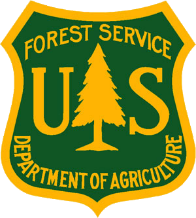 FOREST SERVICE
U S
DEPARTMENT OF AGRICULTURE